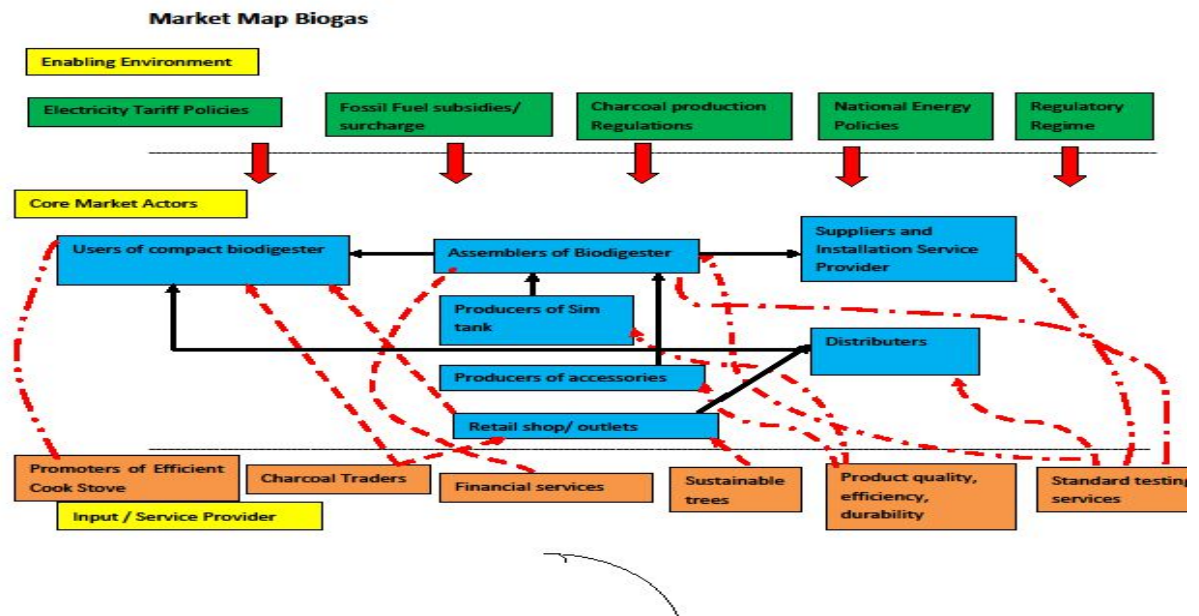 Market Map Biogas
Enabling Environment
Electricity Tariff Policies
Fossil Fuel subsidies/
surcharge
Charcoal production
Regulations
National Energy
Policies
Regulatory
Regime
Core Market Actors
Users of compact biodigester
Assemblers of Biodigester
Suppliers and
Installation Service
Provider
Producers of Sim
tank
Distributers
Producers of accessories
Retail shop/ outlets
Promoters of Efficient
Cook Stove
Charcoal Traders
Financial services
Sustainable
trees
Product quality,
efficiency,
durability
Standard testing
services
Input / Service Provider